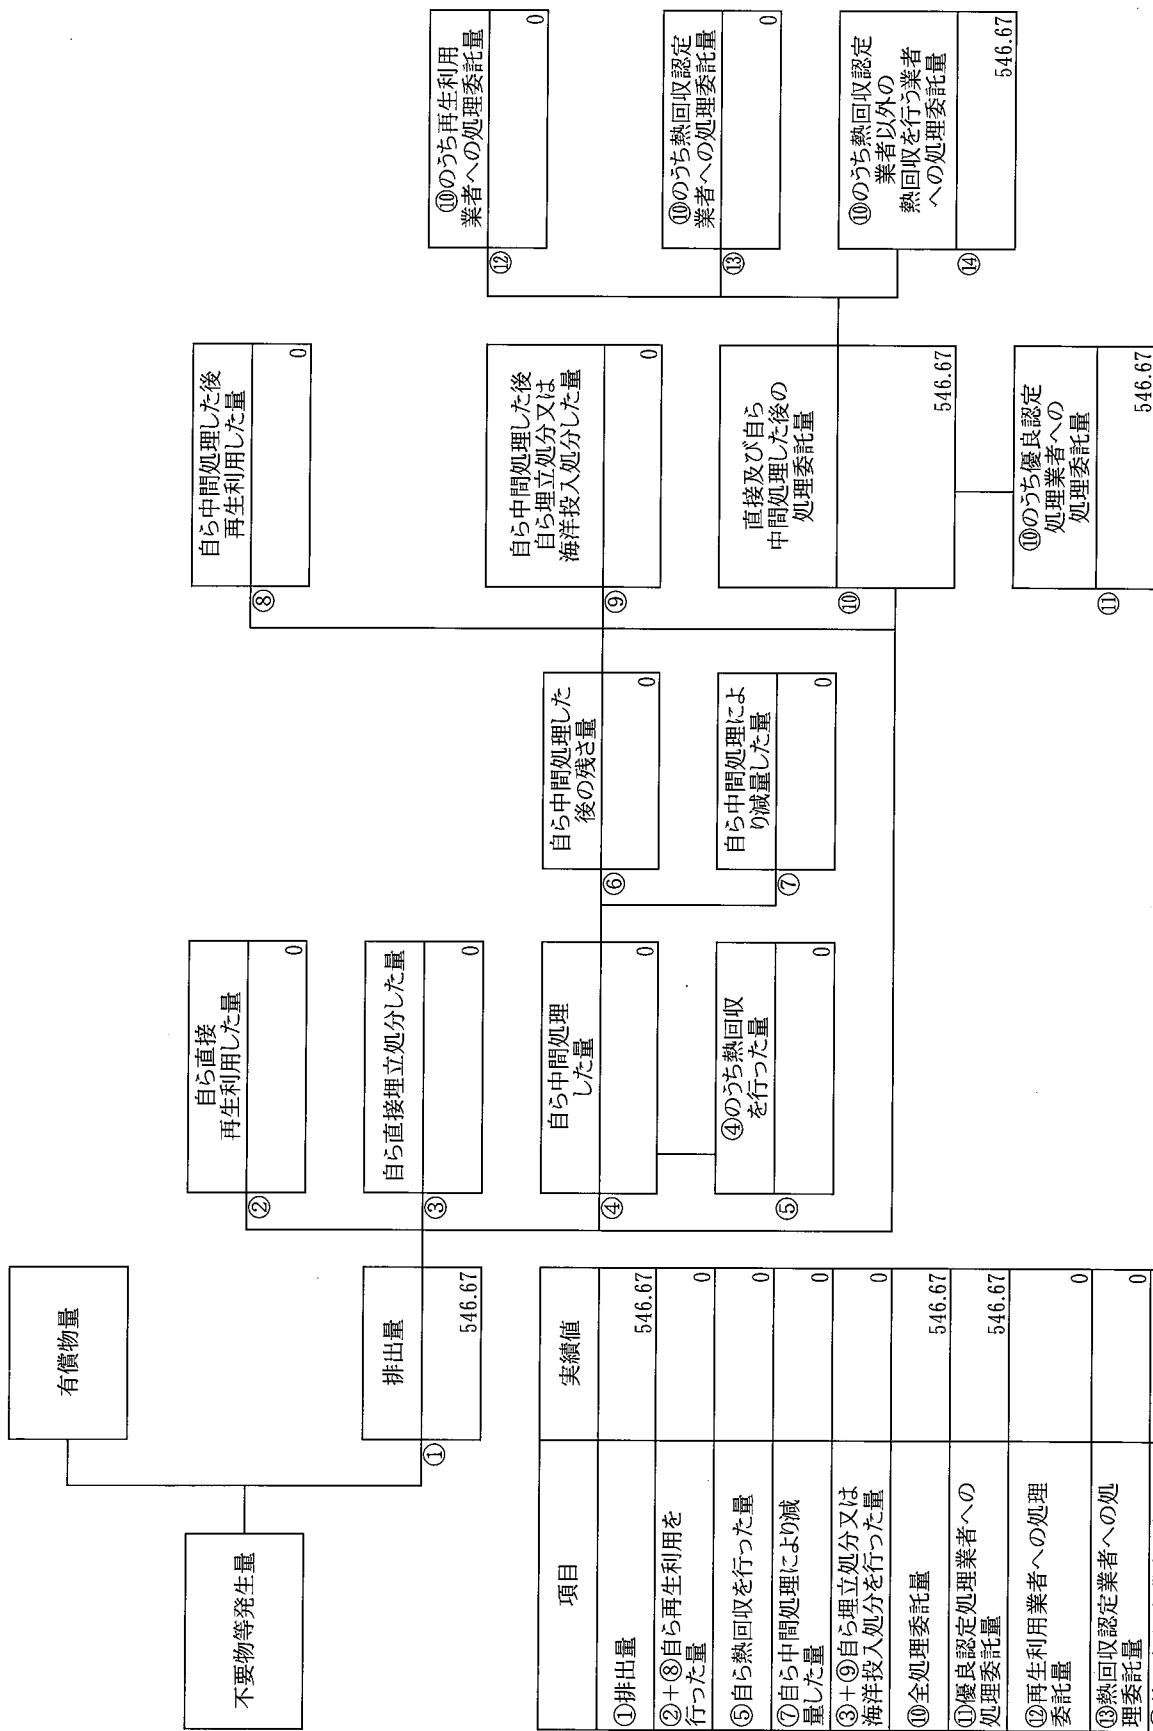 不要物等発生量
有償物量
排出量
①
546.67
自ら直接
再生利用した量
②
0
自ら直接埋立処分した量
③
0
自ら中間処理
した量
④
0
④のうち熱回収
を行った量
⑤
0
自ら中間処理した
後の残さ量
⑥
0
自ら中間処理によ
り減量した量
⑦
0
自ら中間処理した後
再生利用した量
⑧
0
自ら中間処理した後
自ら埋立処分又は
海洋投入処分した量
⑨
0
直接及び自ら
中間処理した後の
処理委託量
⑩
546.67
⑩のうち優良認定
処理業者への
処理委託量
⑪
546.67
⑩のうち再生利用
業者への処理委託量
⑫
0
⑩のうち熱回収認定
業者への処理委託量
⑬
0
⑩のうち熱回収認定
業者以外の
熱回収を行う業者
への処理委託量
⑭
546.67
項目
実績値
①排出量
546.67
②+⑧自ら再生利用を
行った量
0
⑤自ら熱回収を行った量
0
⑦自ら中間処理により減
量した量
0
③+⑨自ら埋立処分又は
海洋投入処分を行った量
0
⑩全処理委託量
546.67
⑪優良認定処理業者への
処理委託量
546.67
⑫再生利用業者への処理
委託量
0
⑬熱回収認定業者への処
理委託量
0